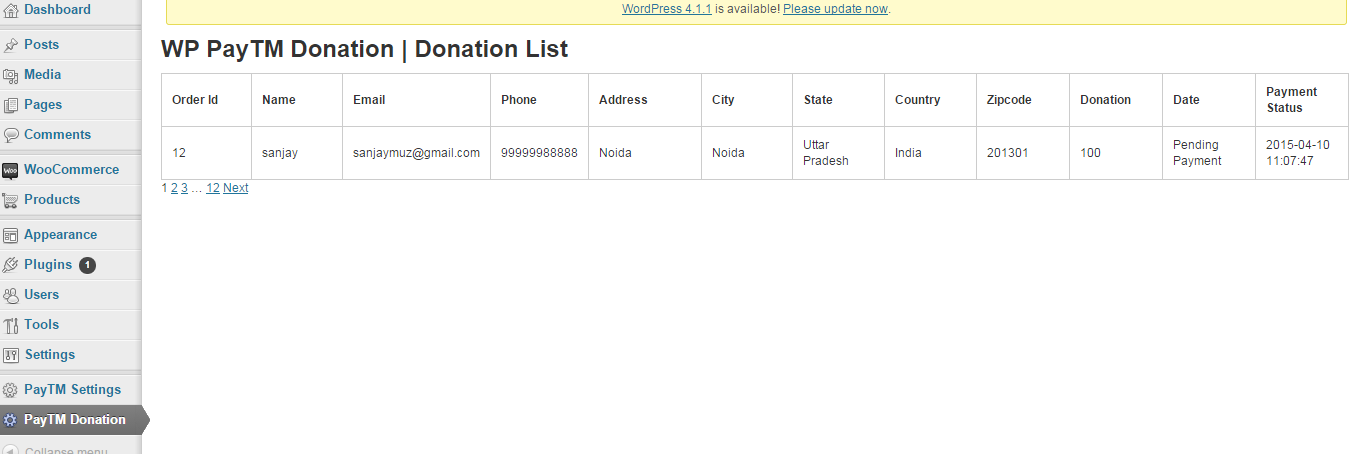 Dashboard
Posts
Media
Pages
Comments
WooCommerce
Products
Appearance
Plugins 1
Users
Tools
Settings
PayTM Settings
PayTM Donation
Collapse menu
WordPress 4.1.1 is available! Please update now.
WP PayTM Donation | Donation List
Order Id Name Email Phone Address City State Country Zipcode Donation Date Payment Status
12 sanjay sanjaymuz@gmail.com 99999988888 Noida Noida Uttar Pradesh India 201301 100 Pending Payment 2015-04-10 11:07:47
1 2 3 … 12 Next